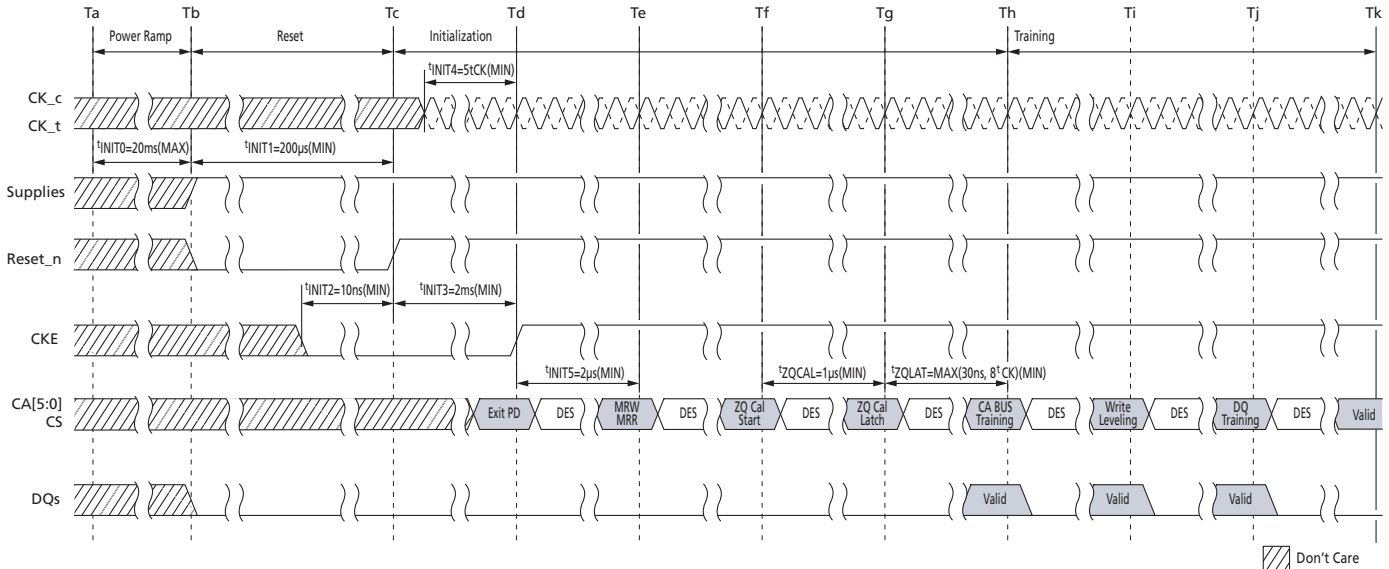 Ta Tb Tc Td Te Tf Tg Th Ti Tj Tk
Power Ramp Reset Initialization Training
tINIT4=5tCK(MIN)
CK_c
CK_t
tINIT0=20ms(MAX) tINIT1=200μs(MIN)
Supplies
Reset_n
tINIT2=10ns(MIN) tINIT3=2ms(MIN)
CKE
tINIT5=2μs(MIN) tZQCAL=1μs(MIN) tZQLAT=MAX(30ns, 8tCK)(MIN)
CA[5:0]
CS
Exit PD DES MRW MRR DES ZQ Cal Start DES ZQ Cal Latch DES CA BUS Training DES Write Leveling DES DQ Training DES Valid
DQs Valid Valid Valid
Don't Care